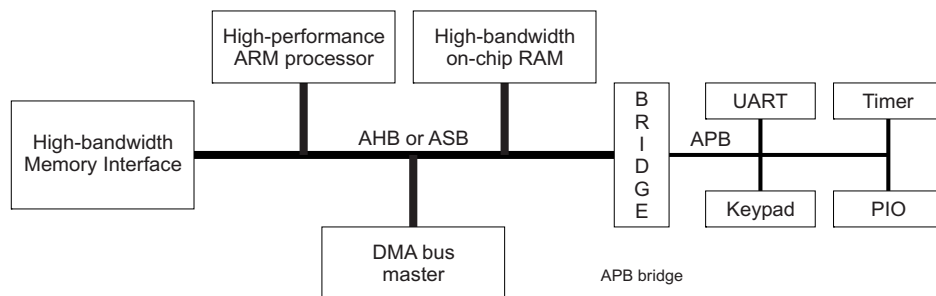 High-performance
ARM processor
High-bandwidth
on-chip RAM
High-bandwidth
Memory Interface
AHB or ASB
B
R
I
D
G
E
APB
UART
Timer
Keypad
PIO
DMA bus
master
APB bridge